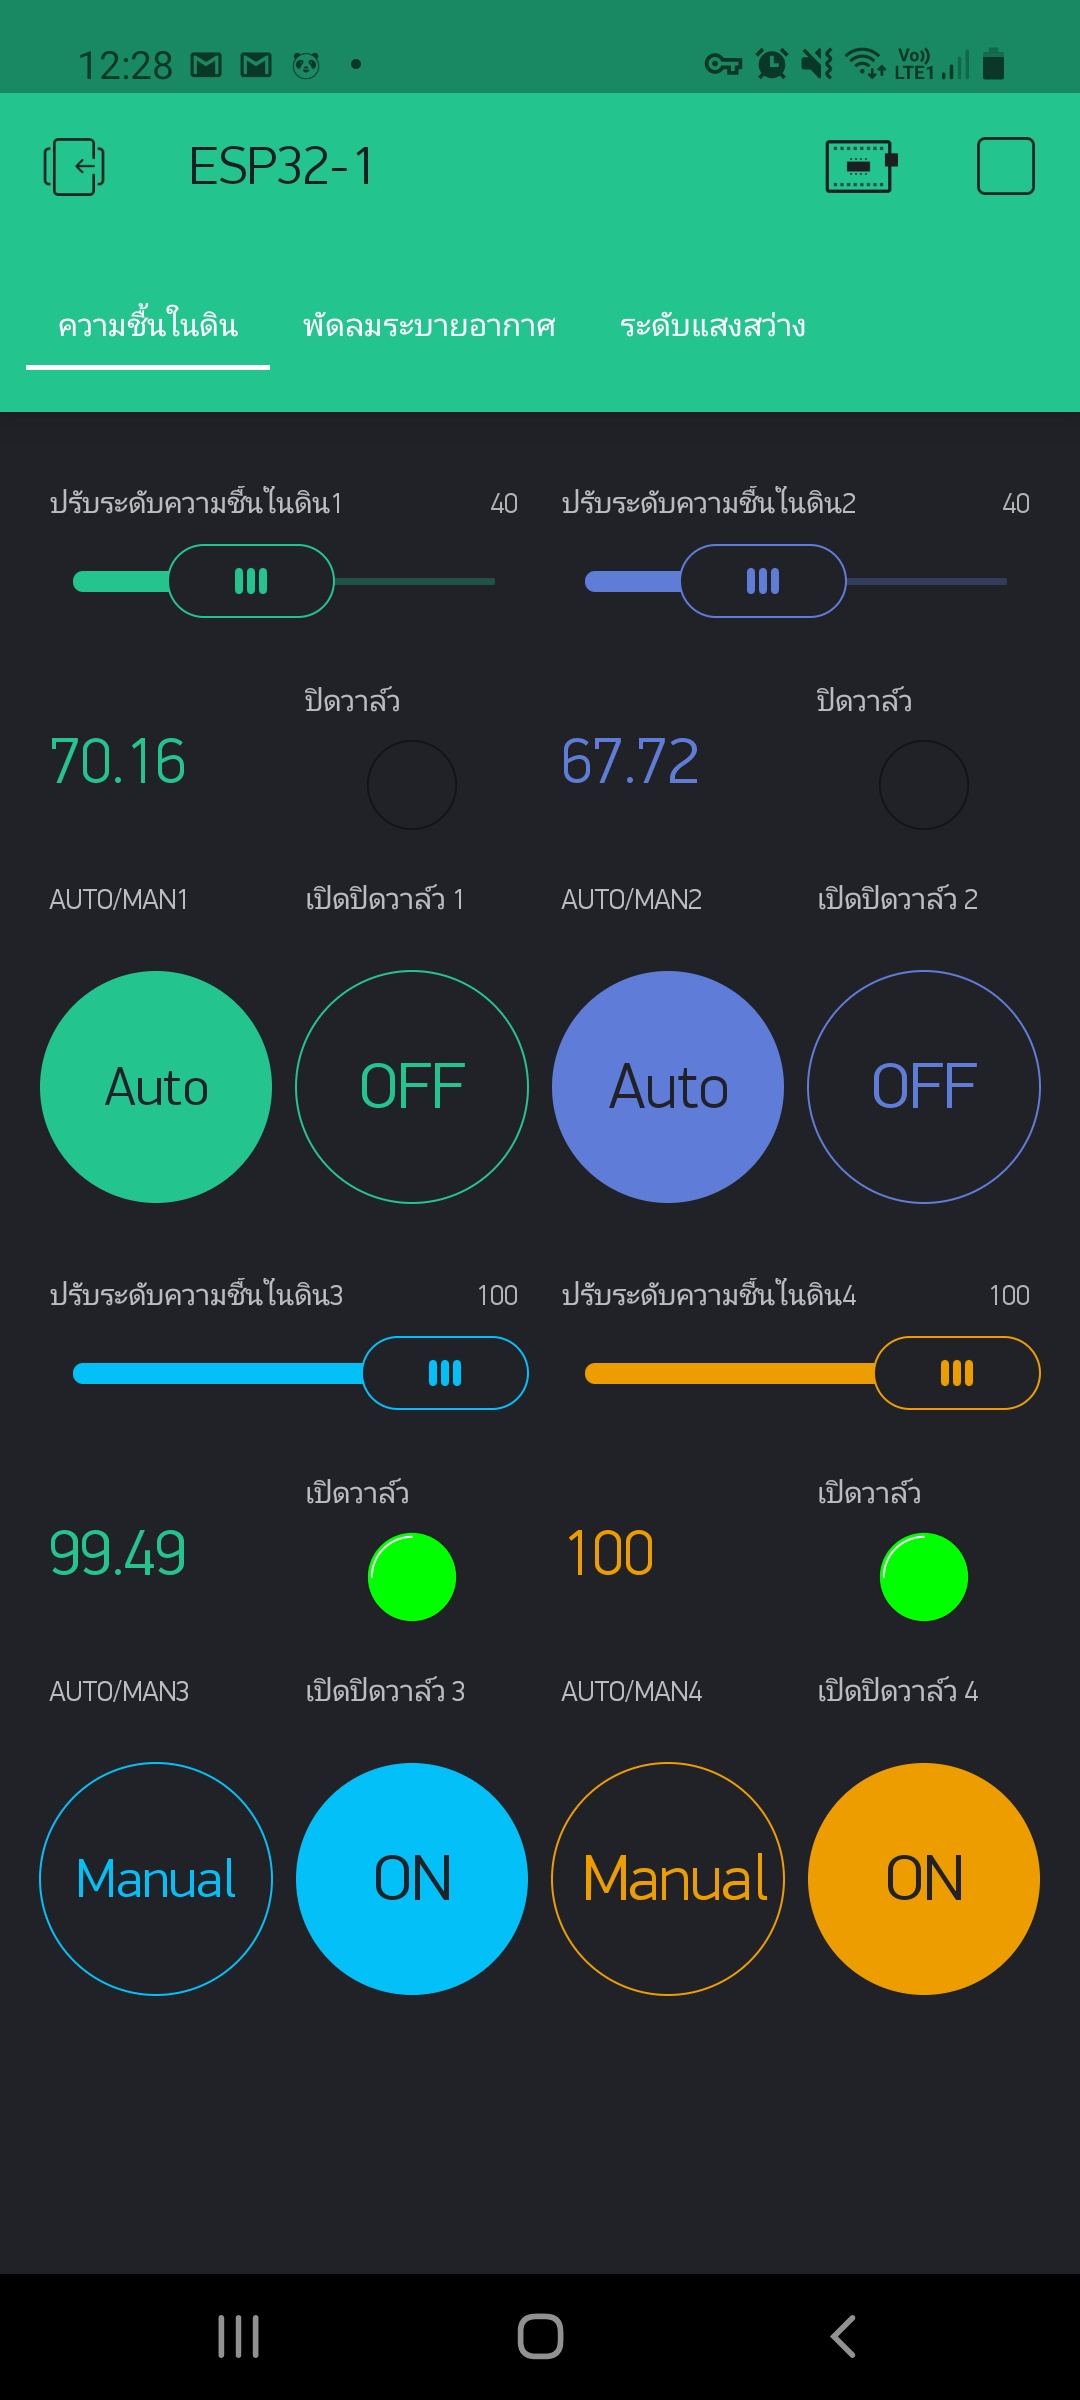 12:28
Vo))
LTE1
ESP32-1
ความชื้นในดิน พัดลมระบายอากาศ ระดับแสงสว่าง
ปรับระดับความชื้นในดิน1 40 ปรับระดับความชื้นในดิน2 40
ปิดวาล์ว ปิดวาล์ว
70.16 67.72
AUTO/MAN1 เปิดปิดวาล์ว 1 AUTO/MAN2 เปิดปิดวาล์ว 2
Auto OFF Auto OFF
ปรับระดับความชื้นในดิน3 100 ปรับระดับความชื้นในดิน4 100
เปิดวาล์ว เปิดวาล์ว
99.49 100
AUTO/MAN3 เปิดปิดวาล์ว 3 AUTO/MAN4 เปิดปิดวาล์ว 4
Manual ON Manual ON